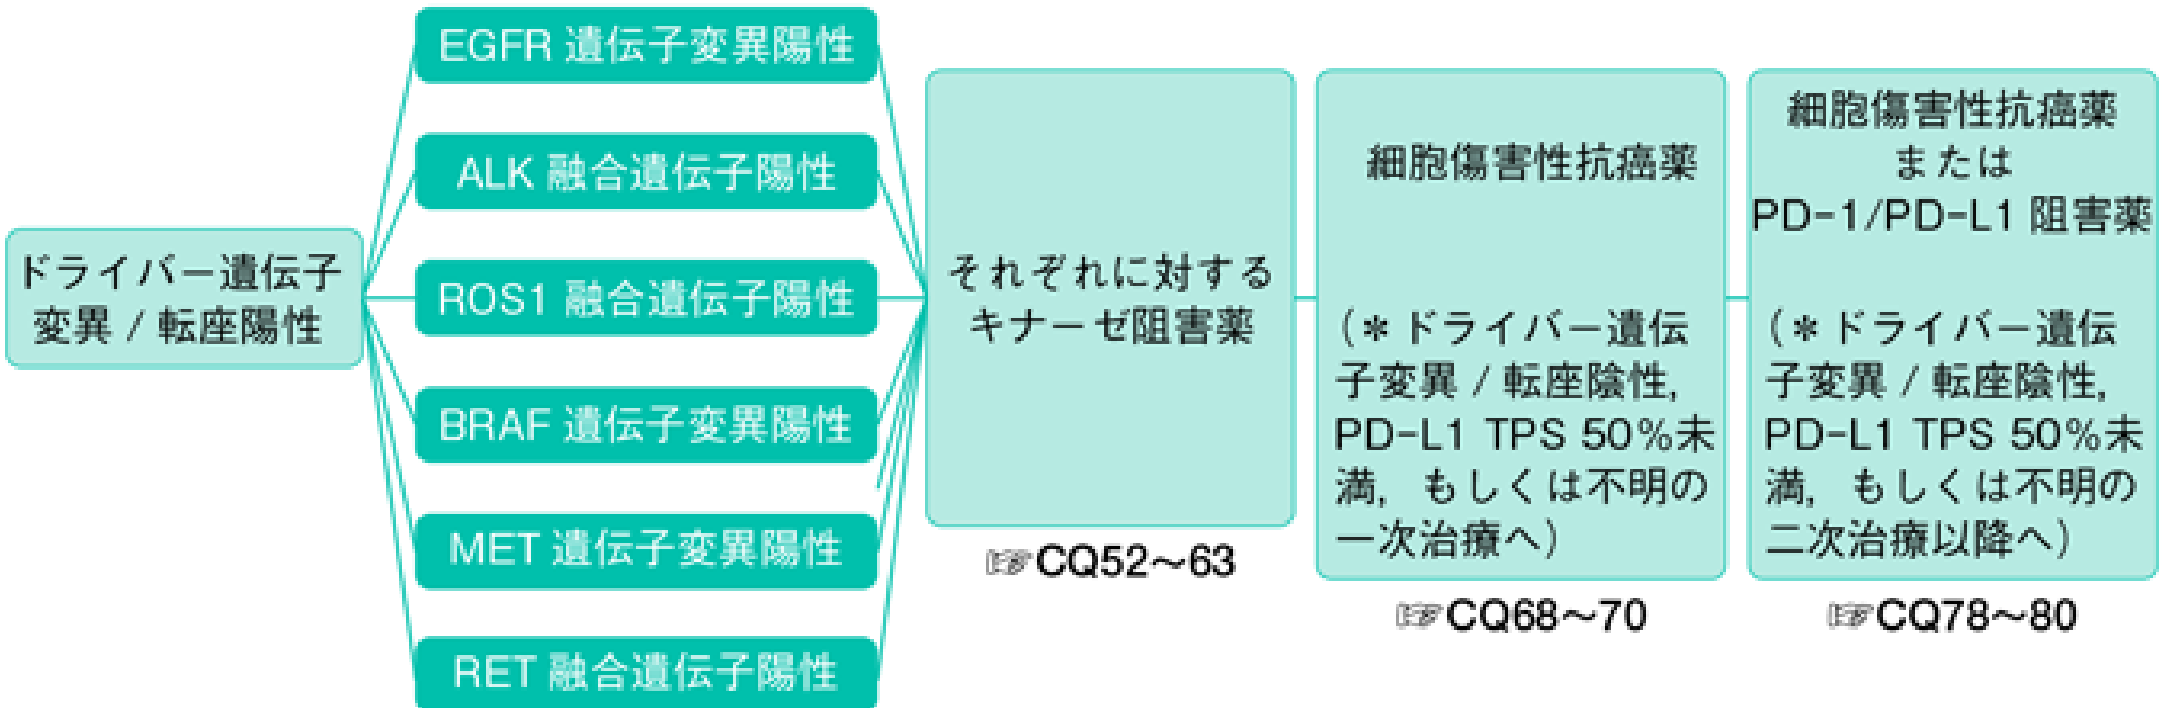 ドライバー遺伝子
変異 / 転座陽性
EGFR 遺伝子変異陽性
ALK 融合遺伝子陽性
ROS1 融合遺伝子陽性
BRAF 遺伝子変異陽性
MET 遺伝子変異陽性
RET 融合遺伝子陽性
それぞれに対する
キナーゼ阻害薬
☞CQ52～63
細胞傷害性抗癌薬
（＊ドライバー遺伝
子変異 / 転座陰性，
PD-L1 TPS 50％未
満，もしくは不明の
一次治療へ）
☞CQ68～70
細胞傷害性抗癌薬
または
PD-1/PD-L1 阻害薬
（＊ドライバー遺伝
子変異 / 転座陰性，
PD-L1 TPS 50％未
満，もしくは不明の
二次治療以降へ）
☞CQ78～80